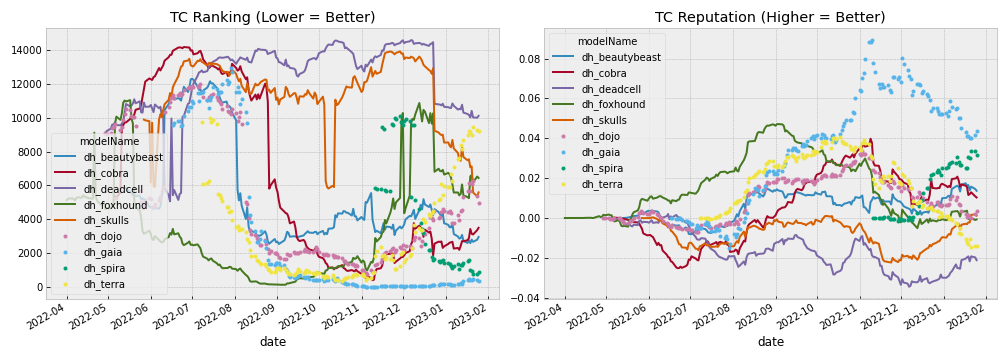 TC Ranking (Lower = Better)
14000
12000
10000
8000
6000
4000
2000
0
modelName
dh_beautybeast
dh_cobra
dh_deadcell
dh_foxhound
dh_skulls
dh_dojo
dh_gaia
dh_spira
dh_terra
2022-04
2022-05
2022-06
2022-07
2022-08
2022-09
2022-10
2022-11
2022-12
2023-01
2023-02
date
TC Reputation (Higher = Better)
0.08
0.06
0.04
0.02
0.00
−0.02
−0.04
modelName
dh_beautybeast
dh_cobra
dh_deadcell
dh_foxhound
dh_skulls
dh_dojo
dh_gaia
dh_spira
dh_terra
2022-04
2022-05
2022-06
2022-07
2022-08
2022-09
2022-10
2022-11
2022-12
2023-01
2023-02
date